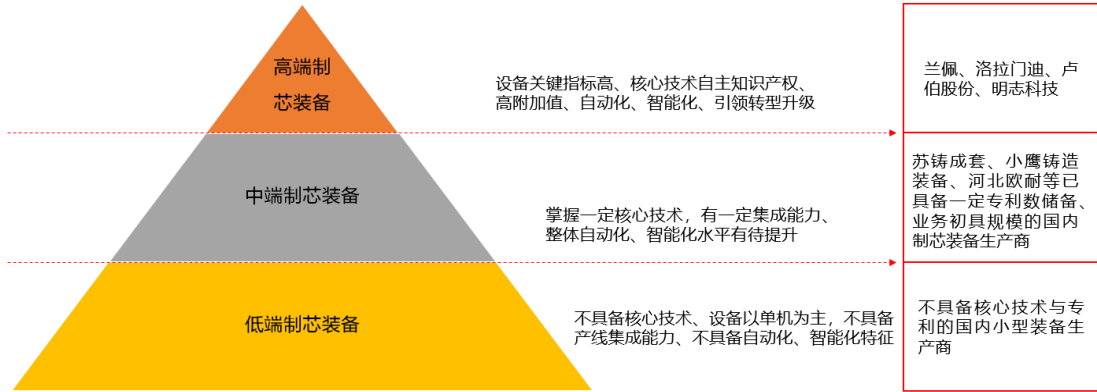 高端制
芯装备
设备关键指标高、核心技术自主知识产权、
高附加值、自动化、智能化、引领转型升级
兰佩、洛拉门迪、卢
伯股份、明志科技
中端制芯装备
掌握一定核心技术，有一定集成能力、
整体自动化、智能化水平有待提升
苏铸成套、小鹰铸造
装备、河北欧耐等已
具备一定专利数储备、
业务初具规模的国内
制芯装备生产商
低端制芯装备
不具备核心技术、设备以单机为主，不具备
产线集成能力、不具备自动化、智能化特征
不具备核心技术与专
利的国内小型装备生
产商